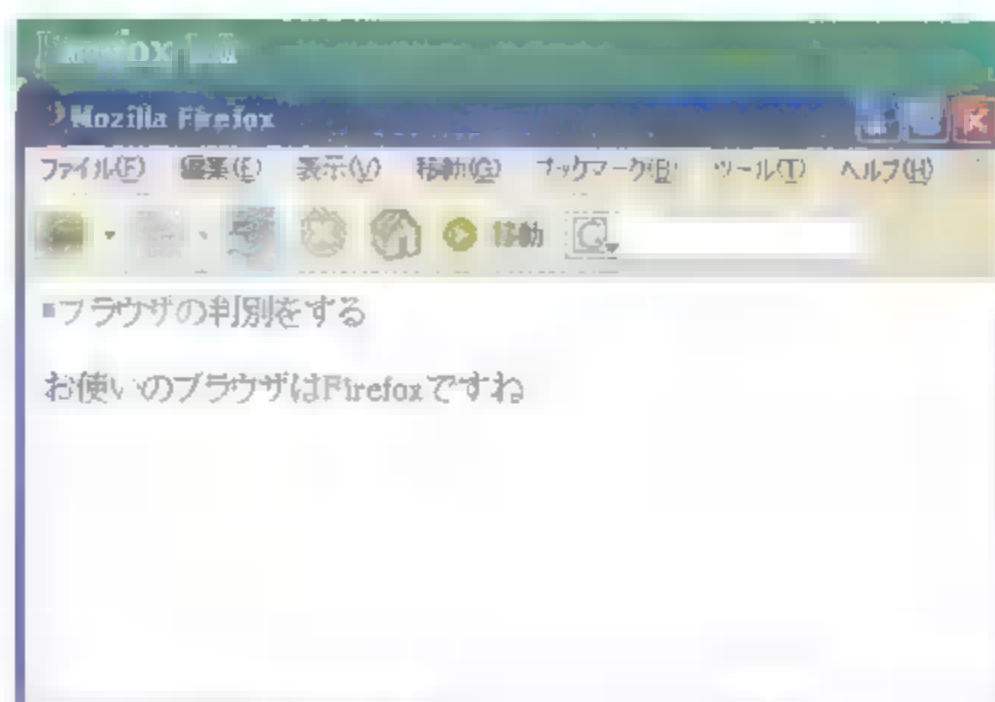 Firefox
Mozilla Firefox
ファイル(F) 編集(E) 表示(V) 移動(G) ブックマーク(B) ツール(T) ヘルプ(H)
移動
▪ブラウザの判別をする
お使いのブラウザはFirefoxですね